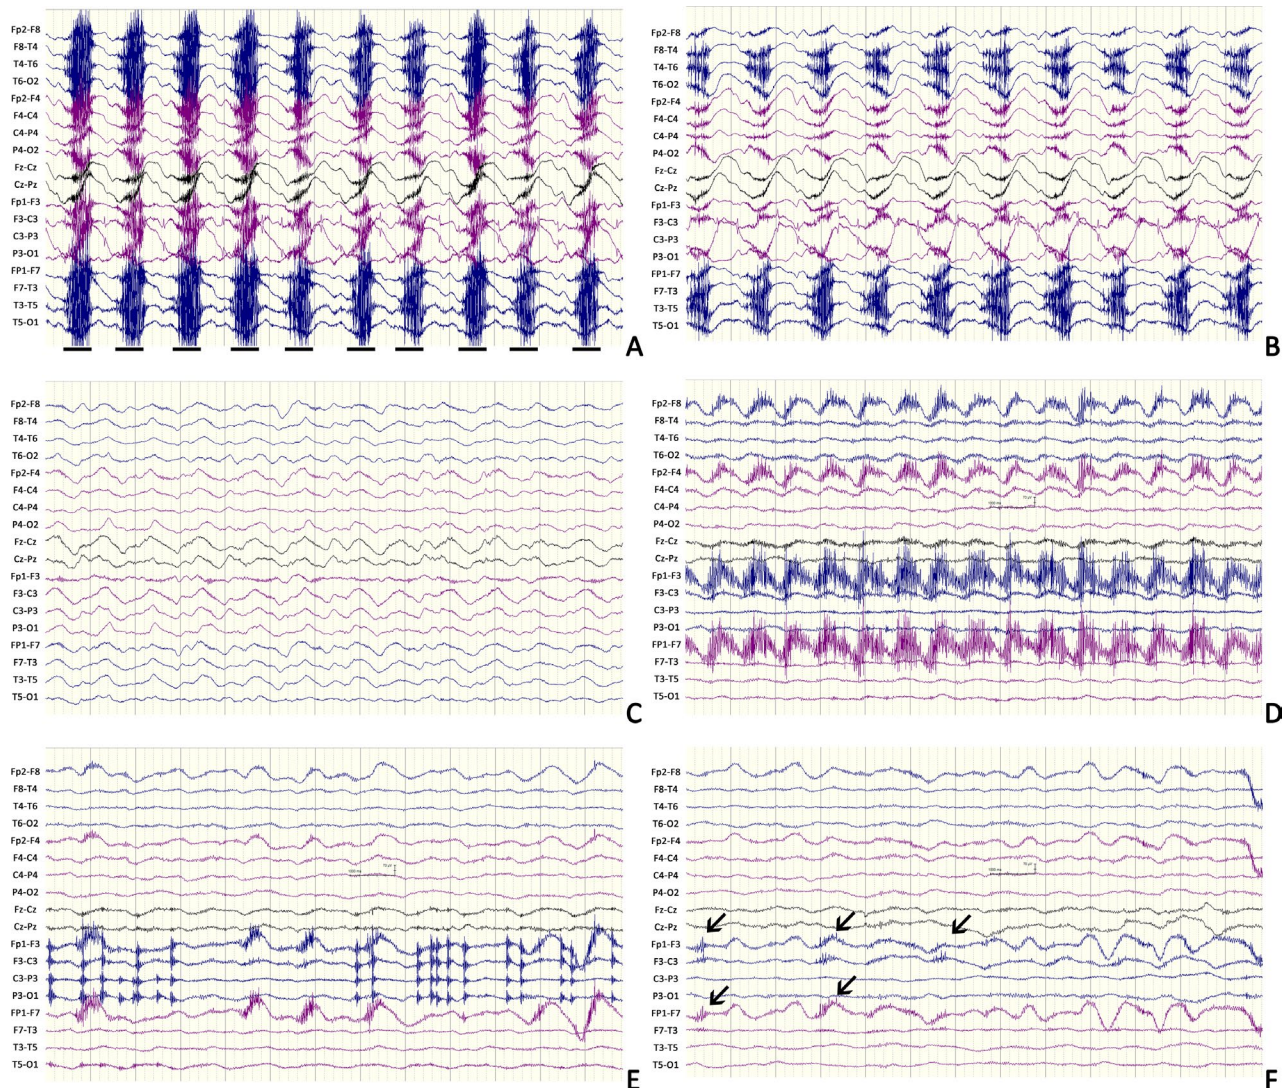 Fp2-F8
F8-T4
T4-T6
T6-O2
Fp2-F4
F4-C4
C4-P4
P4-O2
Fz-Cz
Cz-Pz
Fp1-F3
F3-C3
C3-P3
P3-O1
FP1-F7
F7-T3
T3-T5
T5-O1
A
Fp2-F8
F8-T4
T4-T6
T6-O2
Fp2-F4
F4-C4
C4-P4
P4-O2
Fz-Cz
Cz-Pz
Fp1-F3
F3-C3
C3-P3
P3-O1
FP1-F7
F7-T3
T3-T5
T5-O1
B
Fp2-F8
F8-T4
T4-T6
T6-O2
Fp2-F4
F4-C4
C4-P4
P4-O2
Fz-Cz
Cz-Pz
Fp1-F3
F3-C3
C3-P3
P3-O1
FP1-F7
F7-T3
T3-T5
T5-O1
C
Fp2-F8
F8-T4
T4-T6
T6-O2
Fp2-F4
F4-C4
C4-P4
P4-O2
Fz-Cz
Cz-Pz
Fp1-F3
F3-C3
C3-P3
P3-O1
FP1-F7
F7-T3
T3-T5
T5-O1
D
Fp2-F8
F8-T4
T4-T6
T6-O2
Fp2-F4
F4-C4
C4-P4
P4-O2
Fz-Cz
Cz-Pz
Fp1-F3
F3-C3
C3-P3
P3-O1
FP1-F7
F7-T3
T3-T5
T5-O1
E
Fp2-F8
F8-T4
T4-T6
T6-O2
Fp2-F4
F4-C4
C4-P4
P4-O2
Fz-Cz
Cz-Pz
Fp1-F3
F3-C3
C3-P3
P3-O1
FP1-F7
F7-T3
T3-T5
T5-O1
F